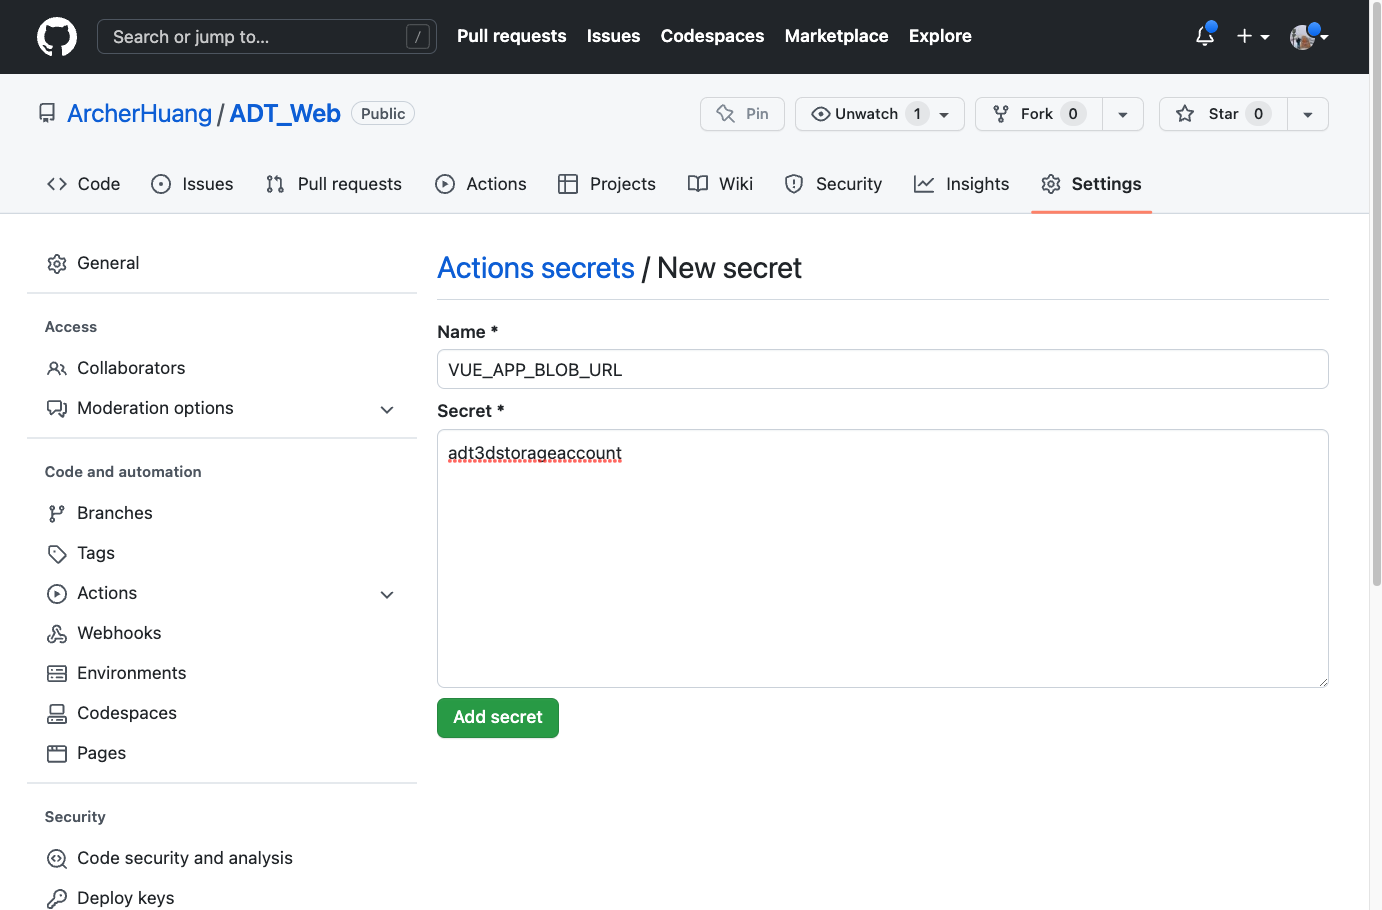 Search or jump to... /
Pull requests Issues Codespaces Marketplace Explore
ArcherHuang / ADT_Web Public
Pin Unwatch 1 Fork 0 Star 0
Code Issues Pull requests Actions Projects Wiki Security Insights Settings
General
Access
Collaborators
Moderation options
Code and automation
Branches
Tags
Actions
Webhooks
Environments
Codespaces
Pages
Security
Code security and analysis
Deploy keys
Actions secrets / New secret
Name *
VUE_APP_BLOB_URL
Secret *
adt3dstorageaccount
Add secret